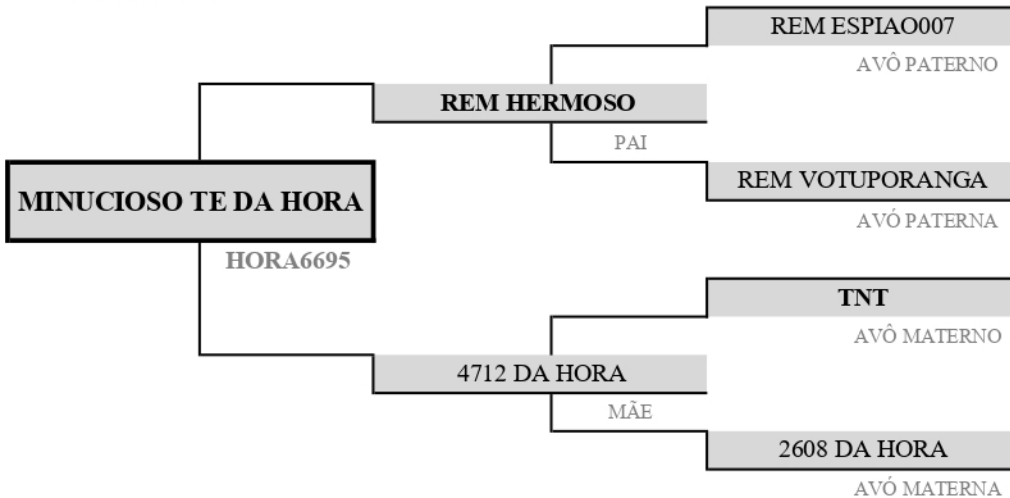 REM ESPIAO007
AVÔ PATERNO
REM HERMOSO
PAI
REM VOTUPORANGA
AVÓ PATERNA
MINUCIOSO TE DA HORA
HORA6695
TNT
AVÔ MATERNO
4712 DA HORA
MÃE
2608 DA HORA
AVÓ MATERNA